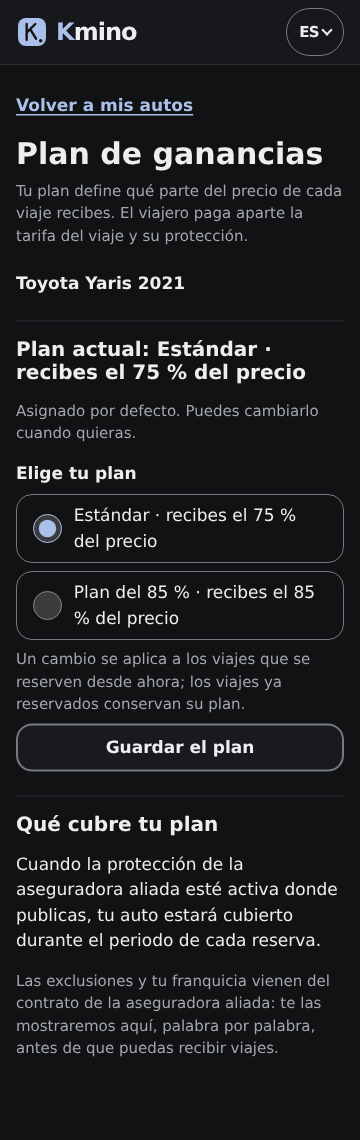 K Kmino
ES
Volver a mis autos
Plan de ganancias
Tu plan define qué parte del precio de cada
viaje recibes. El viajero paga aparte la
tarifa del viaje y su protección.
Toyota Yaris 2021
Plan actual: Estándar ·
recibes el 75 % del precio
Asignado por defecto. Puedes cambiarlo
cuando quieras.
Elige tu plan
Estándar · recibes el 75 %
del precio
Plan del 85 % · recibes el 85
% del precio
Un cambio se aplica a los viajes que se
reserven desde ahora; los viajes ya
reservados conservan su plan.
Guardar el plan
Qué cubre tu plan
Cuando la protección de la
aseguradora aliada esté activa donde
publicas, tu auto estará cubierto
durante el periodo de cada reserva.
Las exclusiones y tu franquicia vienen del
contrato de la aseguradora aliada: te las
mostraremos aquí, palabra por palabra,
antes de que puedas recibir viajes.